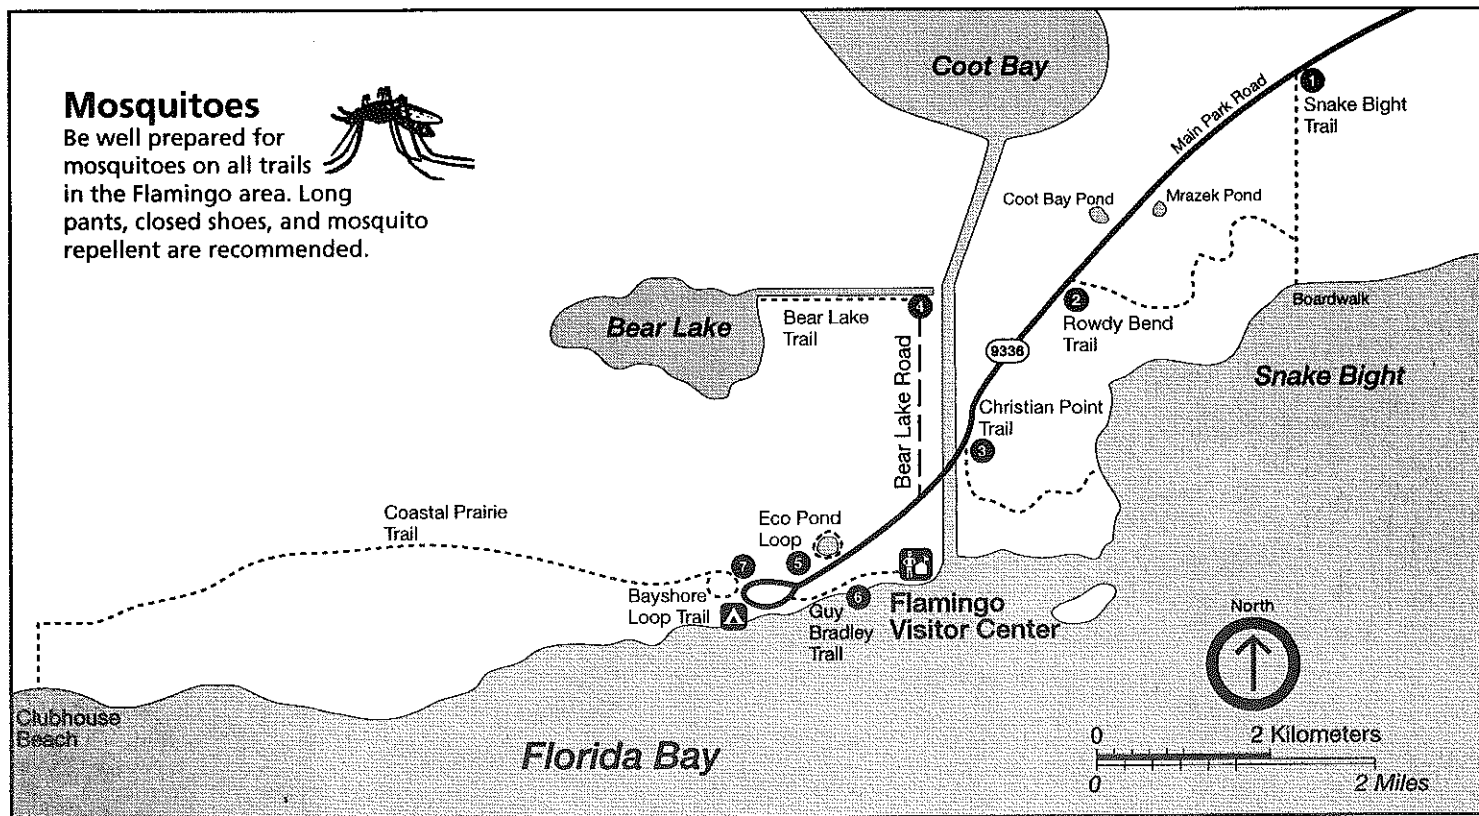 Mosquitoes
Be well prepared for
mosquitoes on all trails
in the Flamingo area. Long
pants, closed shoes, and mosquito
repellent are recommended.
Coot Bay
Main Park Road
1
Snake Bight
Trail
Coot Bay Pond
Mrazek Pond
Bear Lake
Bear Lake
Trail
4
Bear Lake Road
2
Rowdy Bend
Trail
Boardwalk
9336
Snake Bight
Christian Point
Trail
3
Coastal Prairie
Trail
Eco Pond
Loop
7
5
Bayshore
Loop Trail
6
Guy
Bradley
Trail
Flamingo
Visitor Center
North
Clubhouse
Beach
Florida Bay
0 2 Kilometers
0 2 Miles